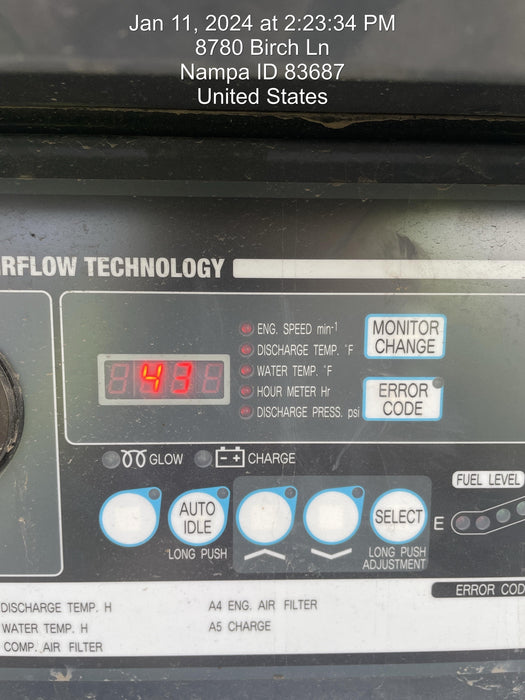 Jan 11, 2024 at 2:23:34 PM
8780 Birch Ln
Nampa ID 83687
United States
RFLOW TECHNOLOGY
ENG. SPEED min-1
DISCHARGE TEMP. °F
WATER TEMP. °F
HOUR METER Hr
DISCHARGE PRESS. psi
MONITOR
CHANGE
ERROR
CODE
43
GLOW
CHARGE
FUEL LEVEL
E
AUTO
IDLE
SELECT
LONG PUSH
LONG PUSH
ADJUSTMENT
ERROR COD
DISCHARGE TEMP. H
A4 ENG. AIR FILTER
WATER TEMP. H
A5 CHARGE
COMP. AIR FILTER